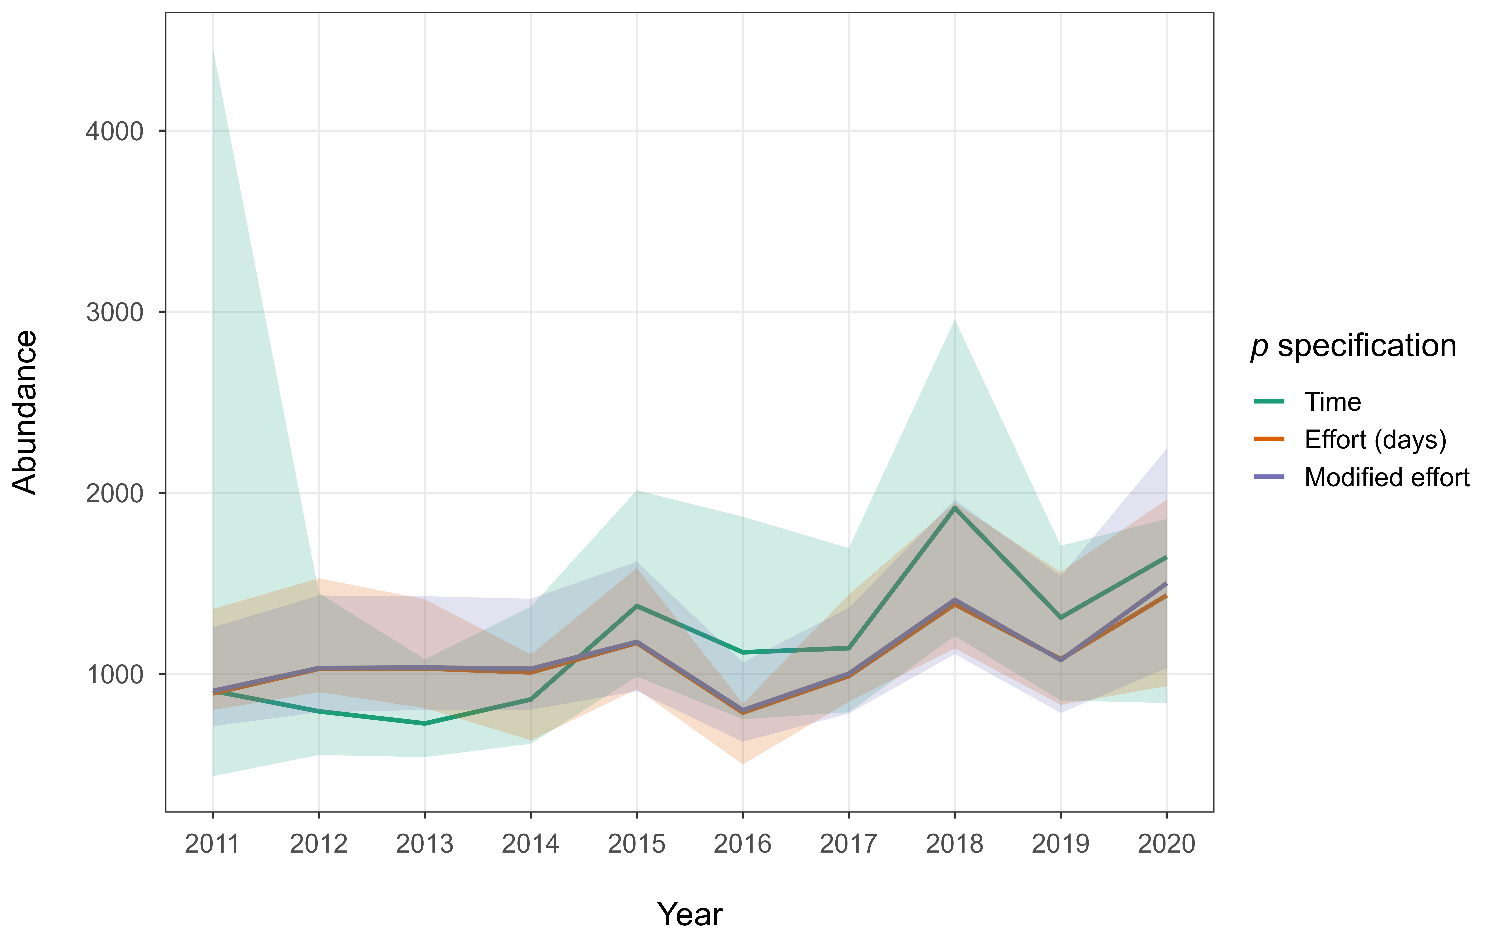 4000
3000
2000
1000
Abundance
2011 2012 2013 2014 2015 2016 2017 2018 2019 2020
Year
p specification
Time
Effort (days)
Modified effort